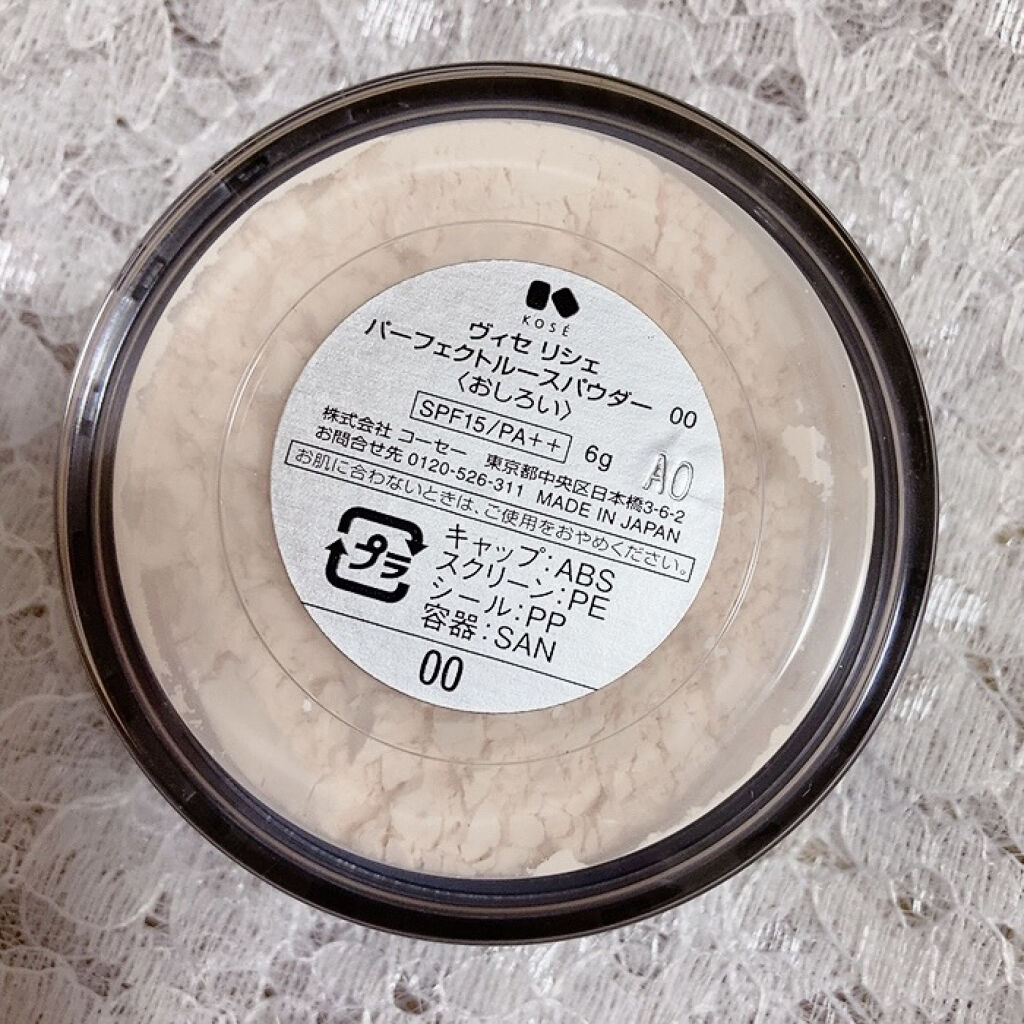 KOSÉ
ヴィセ リシェ
パーフェクトルースパウダー 00
〈おしろい〉
SPF15/PA++ 6g
AO
株式会社 コーセー 東京都中央区日本橋3-6-2
お問合せ先 0120-526-311 MADE IN JAPAN
お肌に合わないときは、ご使用をおやめください。
プラ
キャップ:ABS
スクリーン:PE
シール:PP
容器:SAN
00